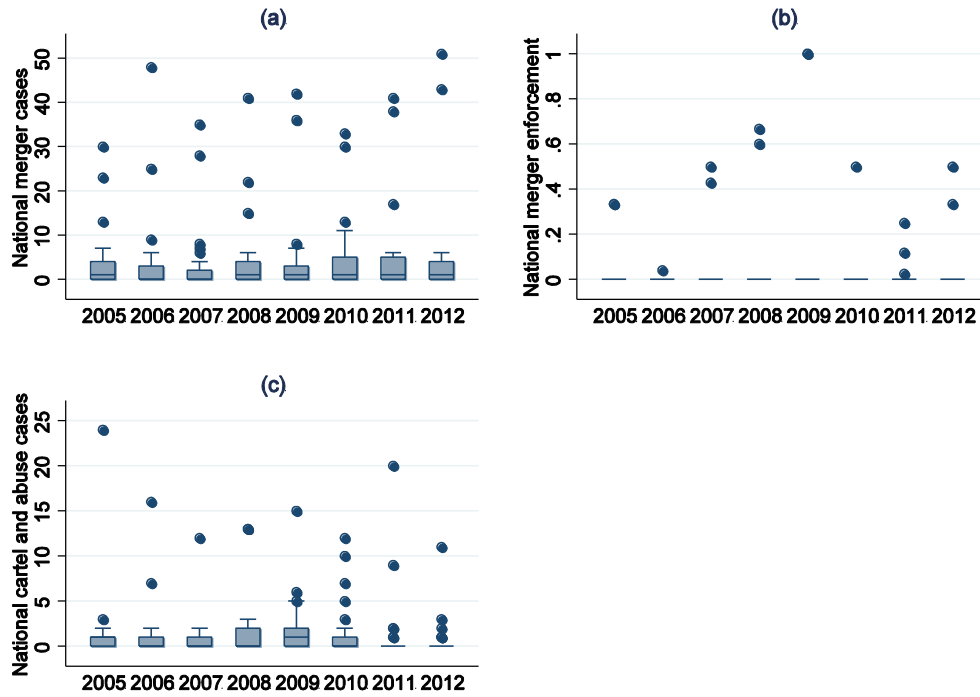 (a)
National merger cases
50
40
30
20
10
0
2005 2006 2007 2008 2009 2010 2011 2012
(b)
National merger enforcement
1
.8
.6
.4
.2
0
2005 2006 2007 2008 2009 2010 2011 2012
(c)
National cartel and abuse cases
25
20
15
10
5
0
2005 2006 2007 2008 2009 2010 2011 2012